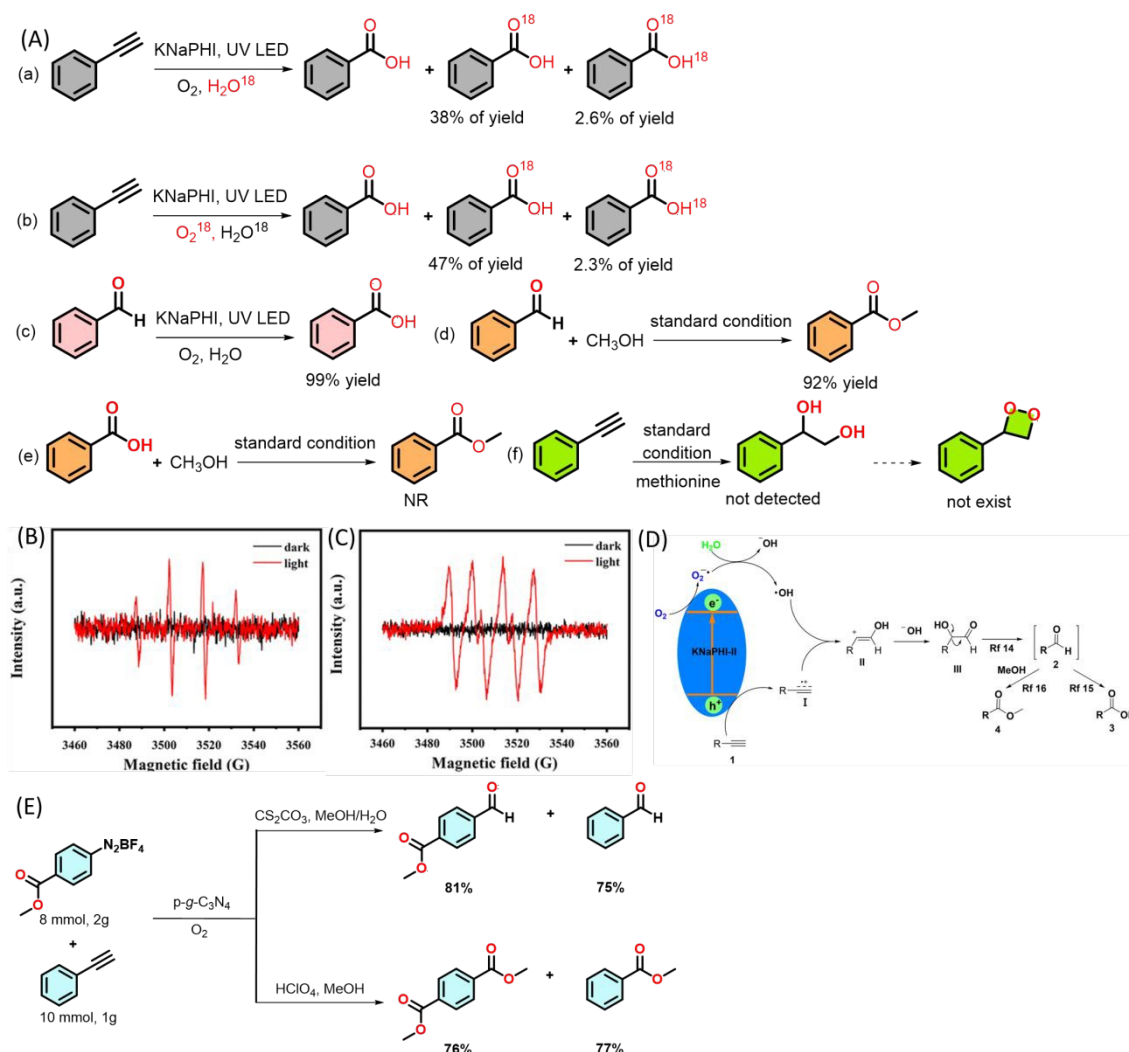 (A)
(a)
KNaPHI, UV LED
O2, H2O18
O
OH
+
O18
OH
38% of yield
+
O18
OH18
2.6% of yield
(b)
KNaPHI, UV LED
O2 18, H2O18
O
OH
+
O18
OH
47% of yield
+
O18
OH18
2.3% of yield
(c)
O
H
KNaPHI, UV LED
O2, H2O
O
OH
99% yield
(d)
O
H
+ CH3OH
standard condition
O
O
92% yield
(e)
O
OH
+ CH3OH
standard condition
O
O
NR
(f)
standard
condition
methionine
OH
OH
not detected
O
O
not exist
(B)
Intensity (a.u.)
dark
light
3460 3480 3500 3520 3540 3560
Magnetic field (G)
(C)
Intensity (a.u.)
dark
light
3460 3480 3500 3520 3540 3560
Magnetic field (G)
(D)
H2O
-OH
O2-•
O2
•OH
e-
KNaPHI-II
h+
R
1
R
I
+
OH
R
H
II
-OH
HO
O
R
H
III
Rf 14
O
R
H
2
MeOH
Rf 16
Rf 15
O
R
O
4
O
R
3
(E)
N2BF4
O
O
8 mmol, 2g
+
10 mmol, 1g
p-g-C3N4
O2
CS2CO3, MeOH/H2O
O
H
O
O
81%
+
O
H
75%
HClO4, MeOH
O
O
O
O
76%
+
O
O
77%